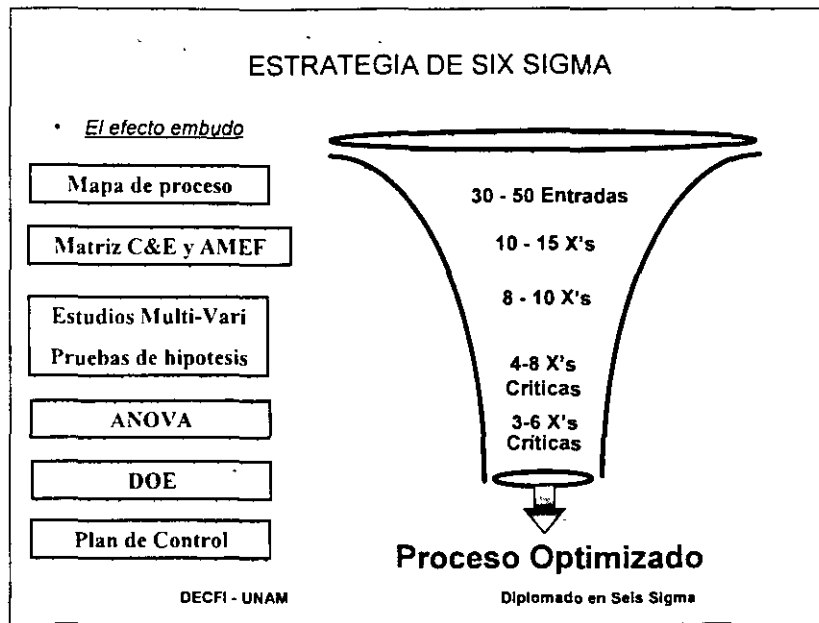 ESTRATEGIA DE SIX SIGMA
• El efecto embudo
Mapa de proceso
Matriz C&E y AMEF
Estudios Multi-Vari
Pruebas de hipotesis
ANOVA
DOE
Plan de Control
30 - 50 Entradas
10 - 15 X's
8 - 10 X's
4-8 X's
Criticas
3-6 X's
Críticas
Proceso Optimizado
DECFI - UNAM
Diplomado en Seis Sigma